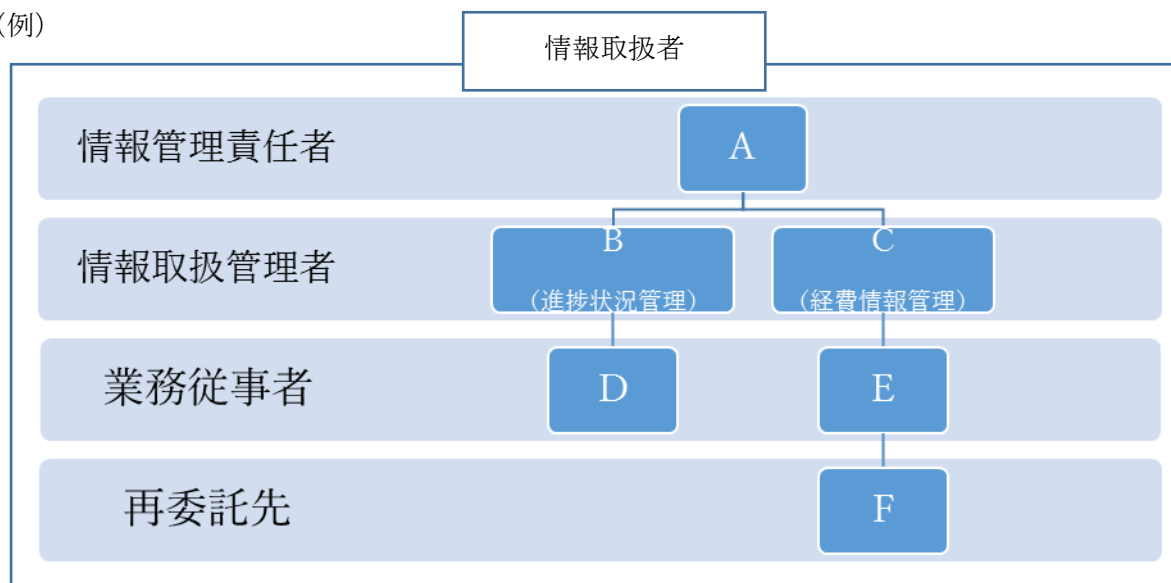 (例)
情報取扱者
情報管理責任者
A
情報取扱管理者
B
(進捗状況管理)
C
(経費情報管理)
業務従事者
D
E
再委託先
F